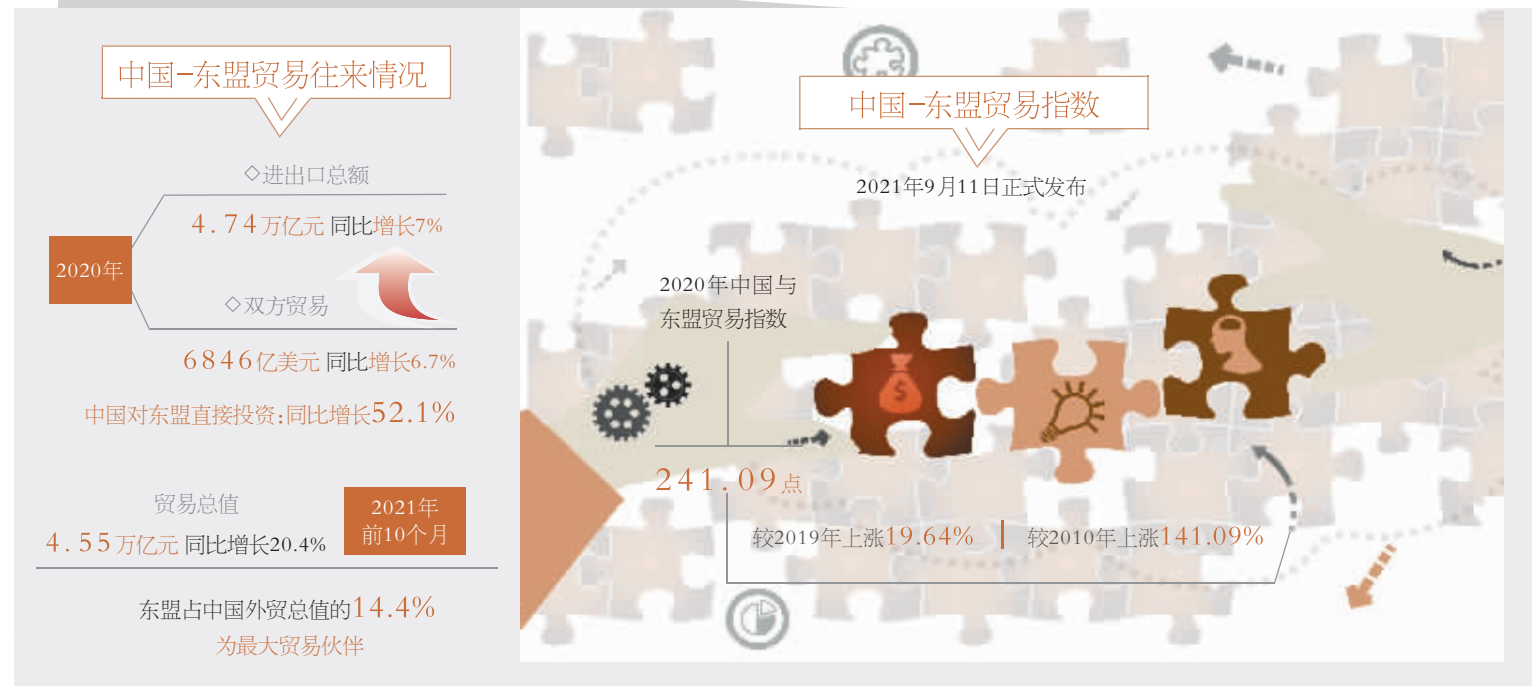 中国-东盟贸易往来情况
◇进出口总额
4.74万亿元 同比增长7%
2020年
◇双方贸易
6846亿美元 同比增长6.7%
中国对东盟直接投资:同比增长52.1%
贸易总值
4.55万亿元 同比增长20.4%
2021年
前10个月
东盟占中国外贸总值的14.4%
为最大贸易伙伴
中国-东盟贸易指数
2021年9月11日正式发布
2020年中国与
东盟贸易指数
$
241.09点
较2019年上涨19.64%
较2010年上涨141.09%